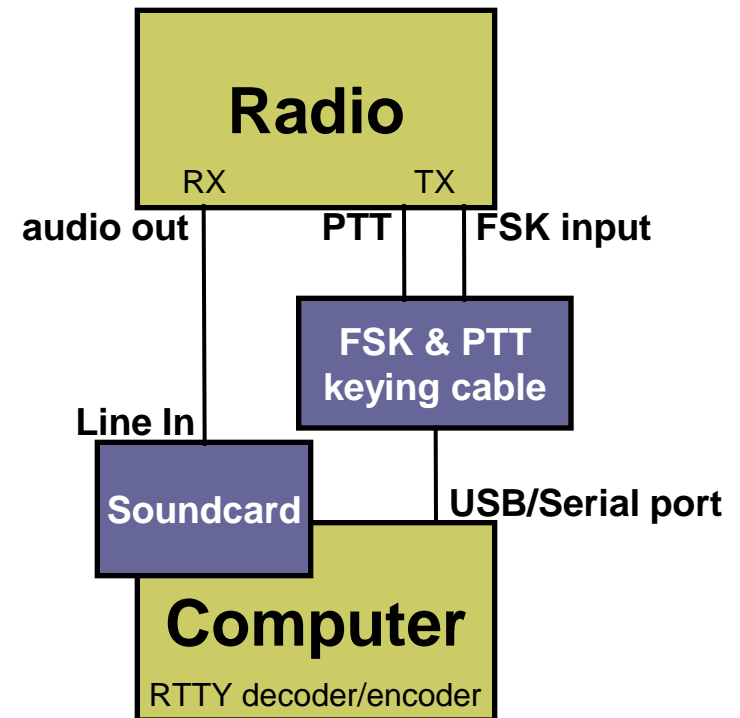 Radio
RX TX
audio out PTT FSK input
FSK & PTT
keying cable
Line In
Soundcard
USB/Serial port
Computer
RTTY decoder/encoder